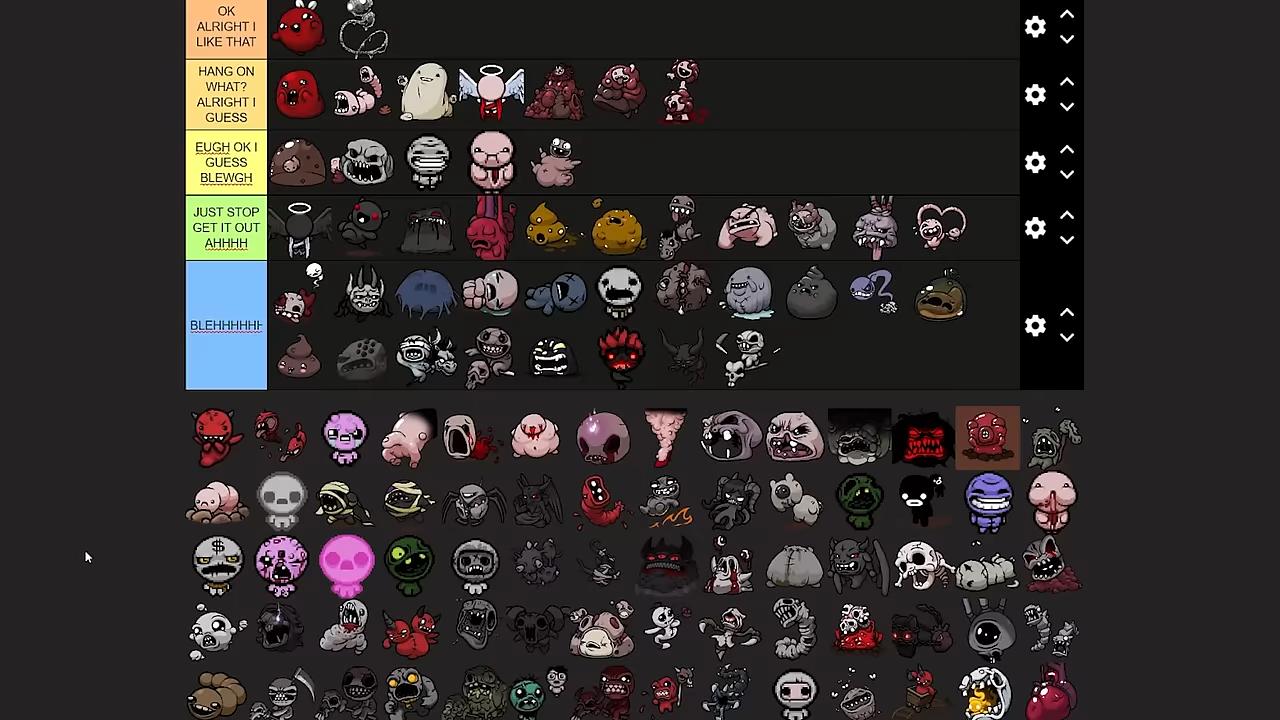 OK
ALRIGHT I
LIKE THAT
HANG ON
WHAT?
ALRIGHT I
GUESS
EUGH OK I
GUESS
BLEWGH
JUST STOP
GET IT OUT
AHHHH
BLEHHHHHH